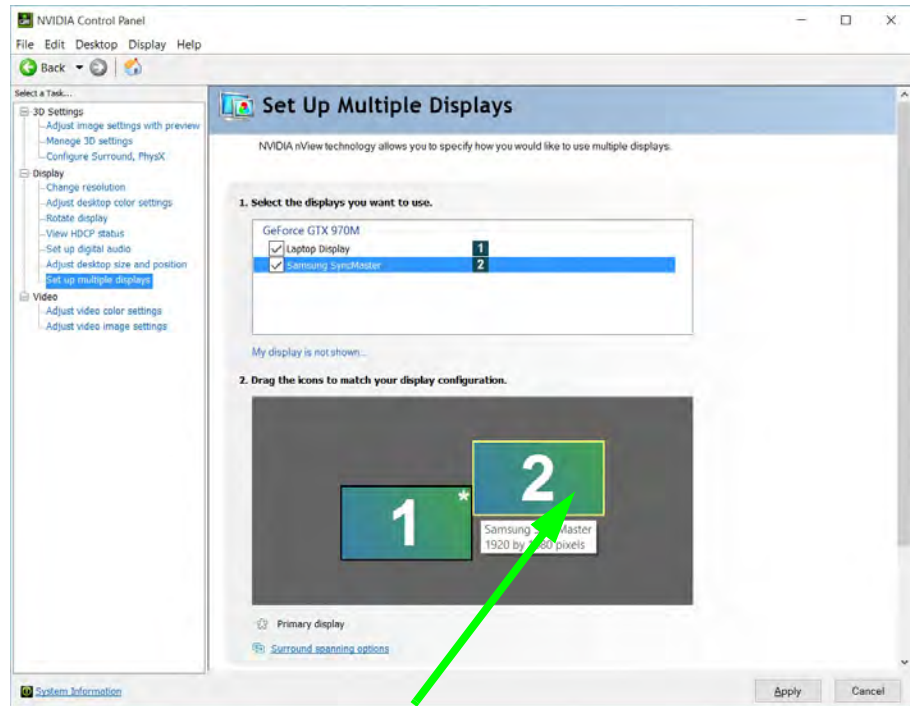 NVIDIA Control Panel
File Edit Desktop Display Help
Back
Select a Task...
3D Settings
Adjust image settings with preview
Manage 3D settings
Configure Surround, PhysX
Display
Change resolution
Adjust desktop color settings
Rotate display
View HDCP status
Set up digital audio
Adjust desktop size and position
Set up multiple displays
Video
Adjust video color settings
Adjust video image settings
Set Up Multiple Displays
NVIDIA nView technology allows you to specify how you would like to use multiple displays.
1. Select the displays you want to use.
GeForce GTX 970M
Laptop Display 1
Samsung SyncMaster 2
My display is not shown...
2. Drag the icons to match your display configuration.
1 *
2
Samsung Master
1920 by pixels
Primary display
Surround spanning options
System Information
Apply Cancel